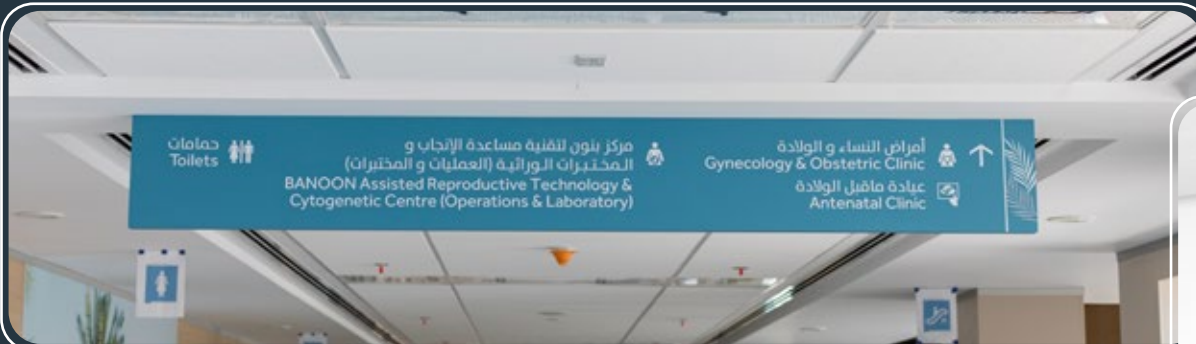 أمراض النساء و الولادة
Gynecology & Obstetric Clinic
عيادة ماقبل الولادة
Antenatal Clinic
مركز بنون لتقنية مساعدة الإنجاب و
المختبرات الوراثية (العمليات و المختبرات)
BANOON Assisted Reproductive Technology &
Cytogenetic Centre (Operations & Laboratory)
حمامات
Toilets